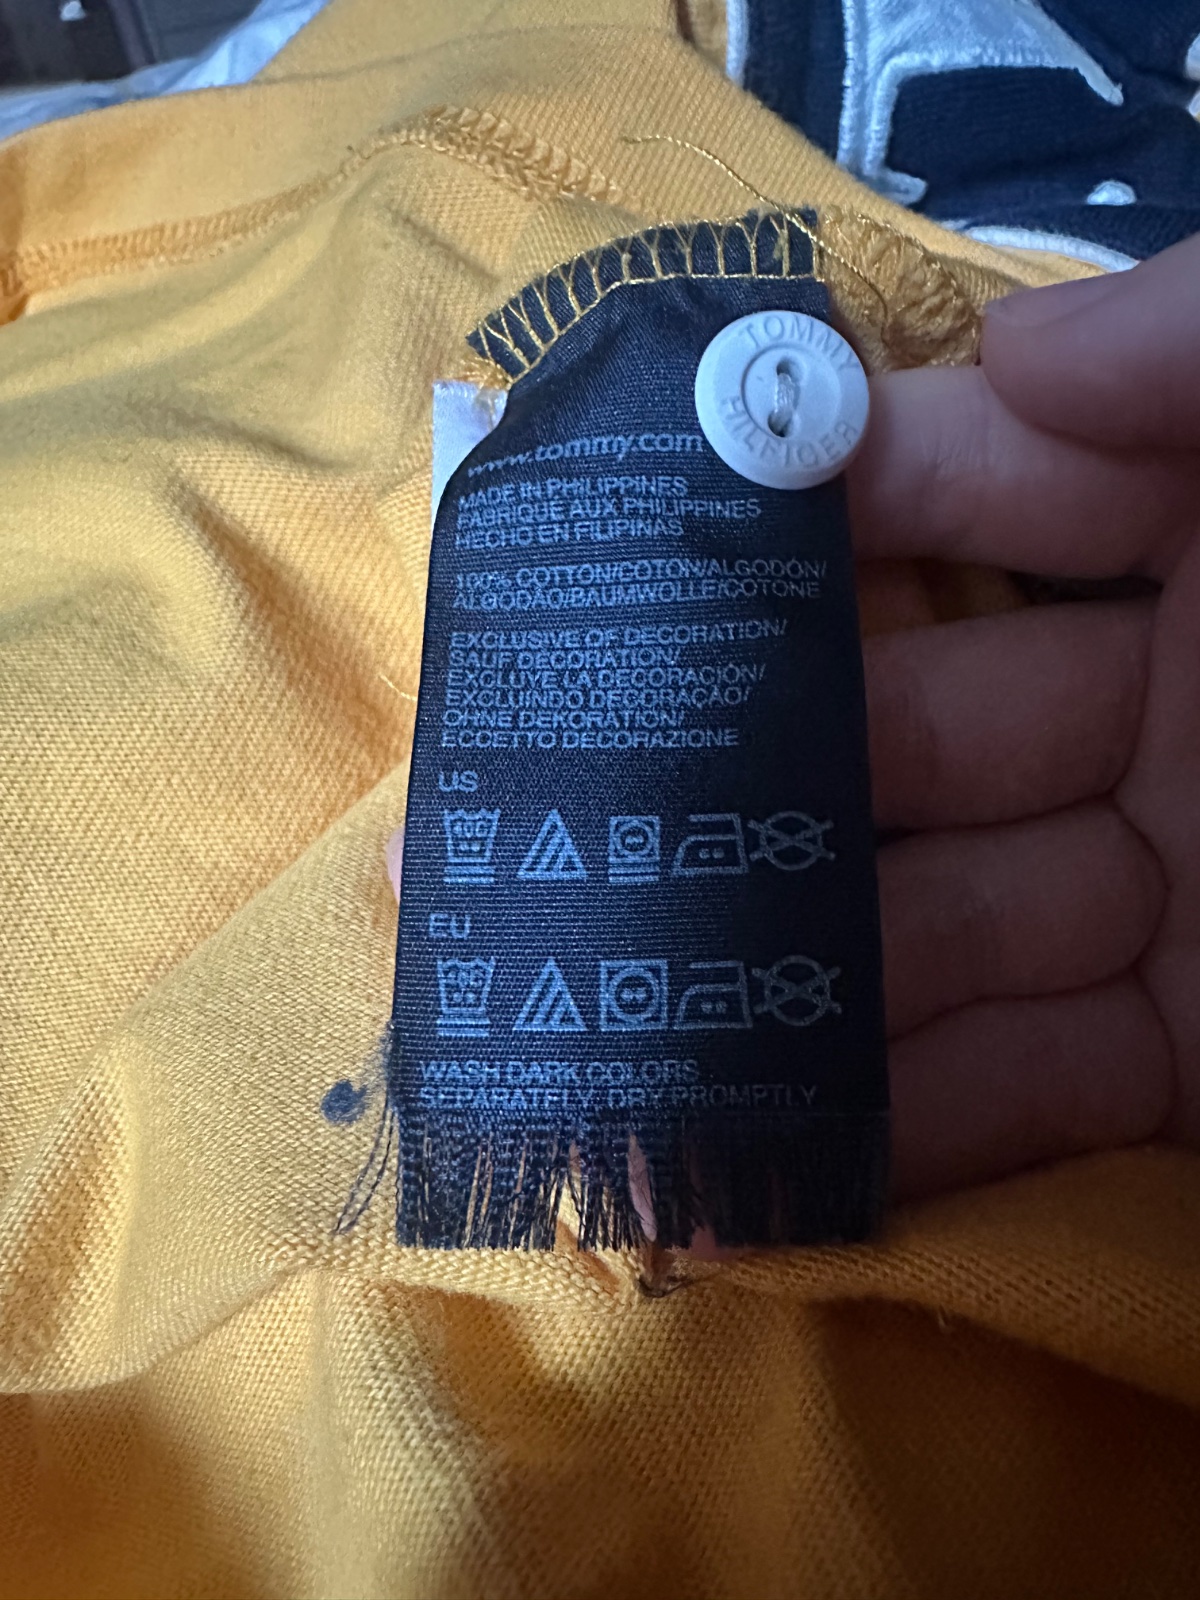 TOMMY
HILFIGER
www.tommy.com
MADE IN PHILIPPINES
FABRIQUE AUX PHILIPPINES
HECHO EN FILIPINAS
100% COTTON/COTON/ALGODÓN/
ALGODÃO/BAUMWOLLE/COTONE
EXCLUSIVE OF DECORATION/
SAUF DECORATION/
EXCLUYE LA DECORACIÓN/
EXCLUINDO DECORAÇAO/
OHNE DEKORATION/
ECCETTO DECORAZIONE
US
EU
WASH DARK COLORS
SEPARATELY. DRY PROMPTLY